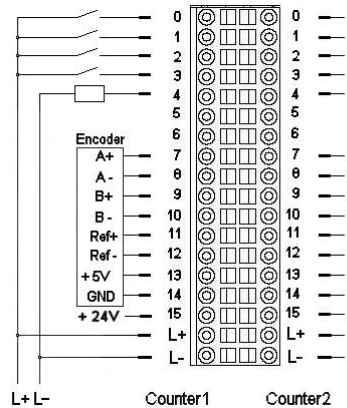 0 0
1 1
2 2
3 3
4 4
5 5
6 6
Encoder
A+ 7 7
A- 8 8
B+ 9 9
B- 10 10
Ref+ 11 11
Ref- 12 12
+5V 13 13
GND 14 14
+ 24V 15 15
L+ L+
L- L-
L+ L- Counter1 Counter2